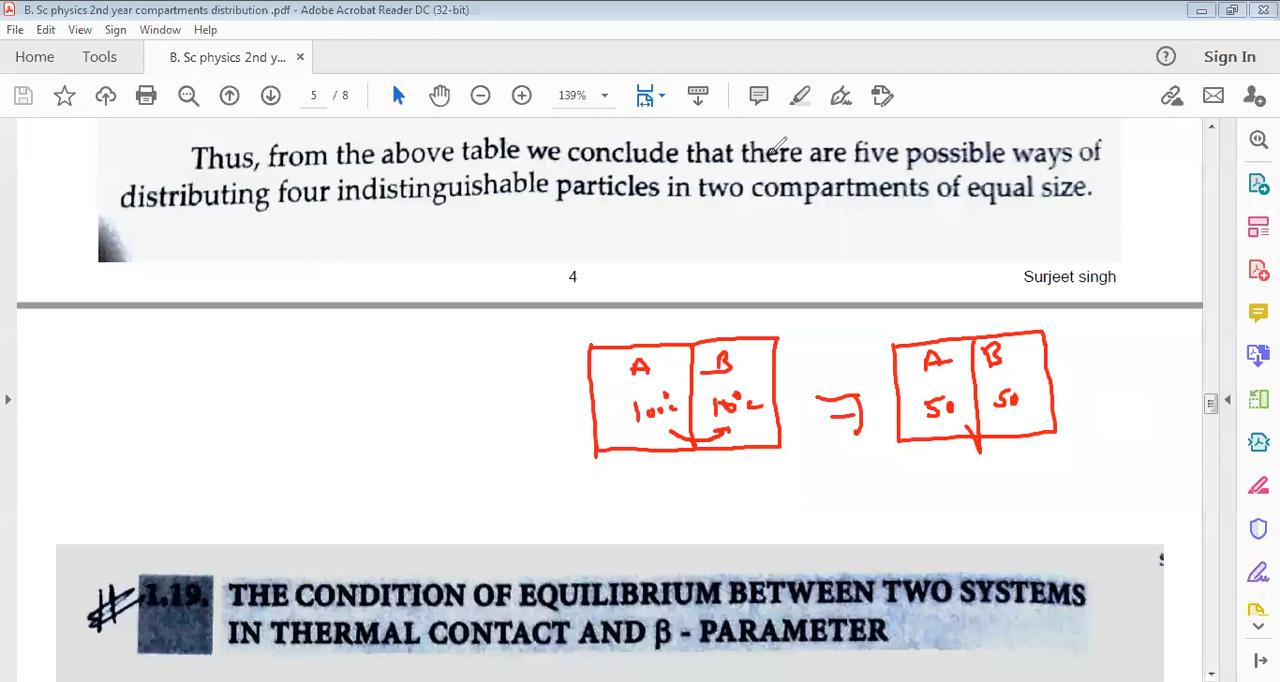 B. Sc physics 2nd year compartments distribution .pdf - Adobe Acrobat Reader DC (32-bit)
File Edit View Sign Window Help
Home Tools B. Sc physics 2nd y... × Sign In
5 / 8 139%
Thus, from the above table we conclude that there are five possible ways of
distributing four indistinguishable particles in two compartments of equal size.
4 Surjeet singh
A B A B
100°C 10°C ⇒ 50 50
# 1.19. THE CONDITION OF EQUILIBRIUM BETWEEN TWO SYSTEMS
IN THERMAL CONTACT AND β - PARAMETER